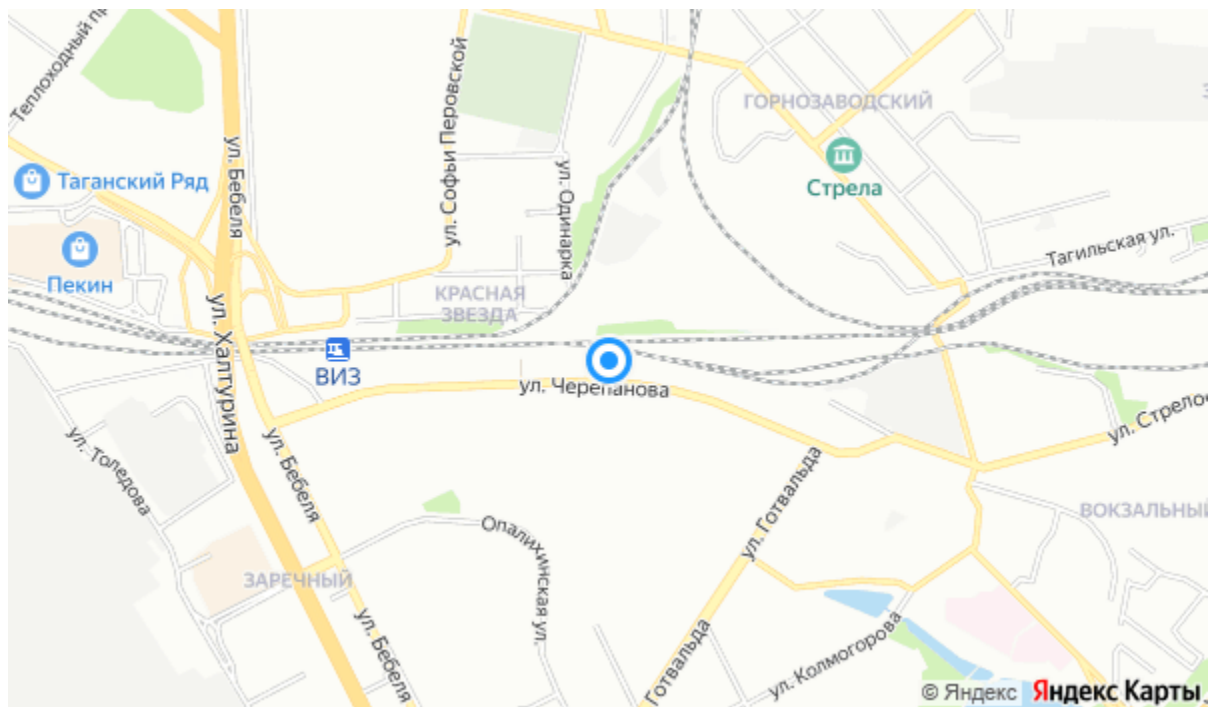 Теплоходный пр
ул. Бебеля
ул. Софьи Перовской
ГОРНОЗАВОДСКИЙ
З
Таганский Ряд
ул. Одинарка
Стрела
Пекин
Тагильская ул.
КРАСНАЯ
ЗВЕЗДА
ул. Халтурина
ВИЗ
ул. Черепанова
ул. Стрело
ул. Толедова
ул. Бебеля
ул. Готвальда
ВОКЗАЛЬНЫЙ
Опалихинская ул.
ЗАРЕЧНЫЙ
ул. Бебеля
Готвальда
ул. Колмогорова
© Яндекс Яндекс Карты